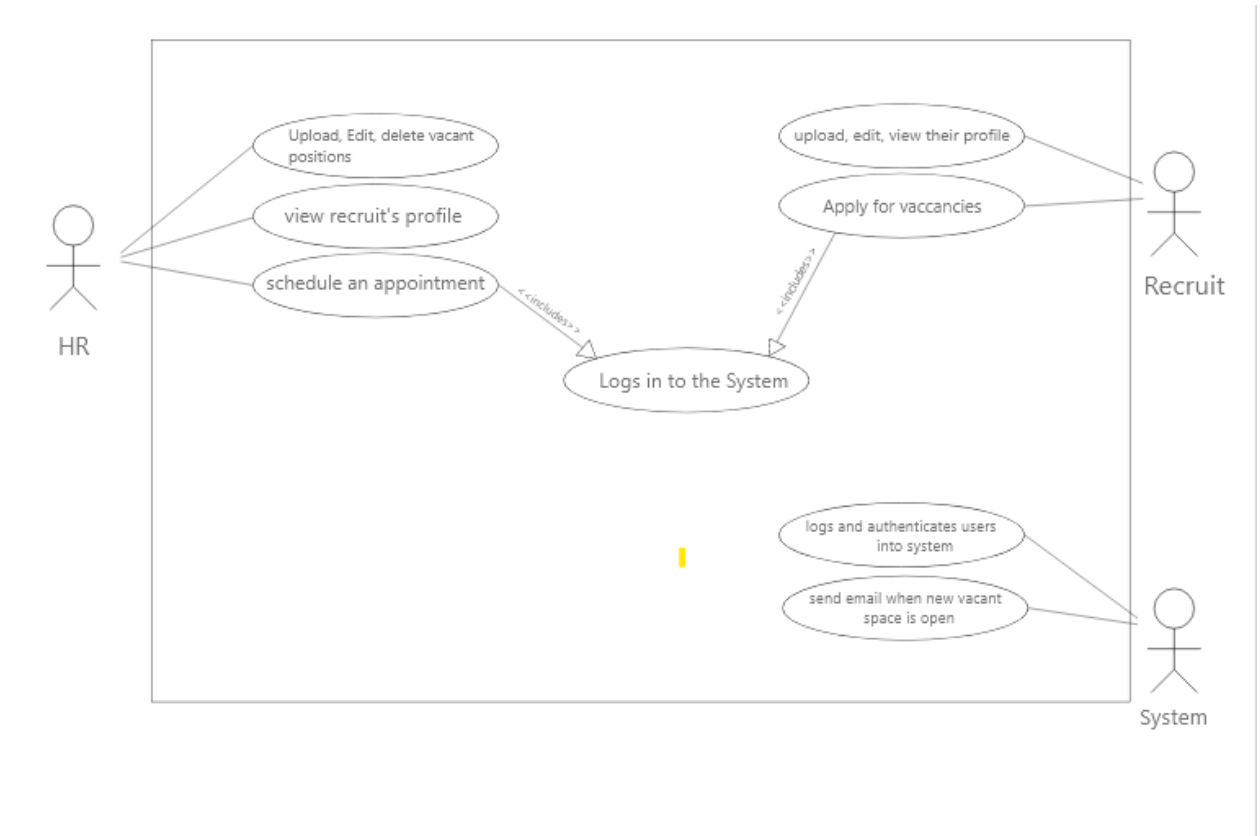 Upload, Edit, delete vacant
positions
view recruit's profile
schedule an appointment
HR
upload, edit, view their profile
Apply for vaccancies
Recruit
<<includes>>
<<includes>>
Logs in to the System
logs and authenticates users
into system
send email when new vacant
space is open
System